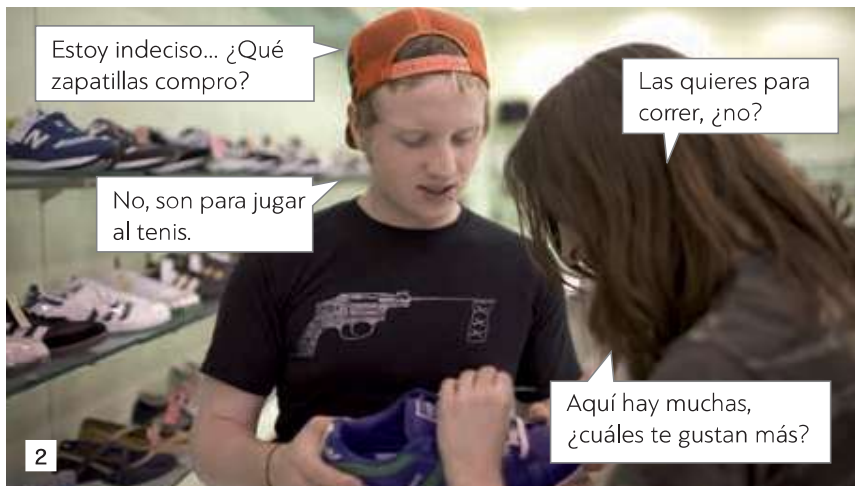 Estoy indeciso... ¿Qué
zapatillas compro?
Las quieres para
correr, ¿no?
No, son para jugar
al tenis.
Aquí hay muchas,
¿cuáles te gustan más?
2